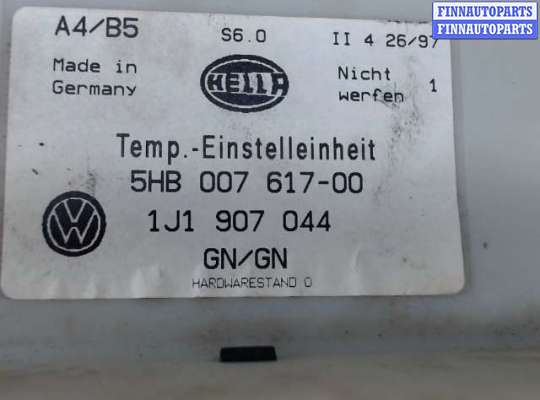 FINNAUTOPARTS
FINNAUTOPARTS
A4/B5 S6.0 II 4 26/97
Made in
Germany
HELLA
Nicht
werfen 1
Temp.-Einstelleinheit
5HB 007 617-00
VW
1J1 907 044
GN/GN
HARDWARESTAND 0